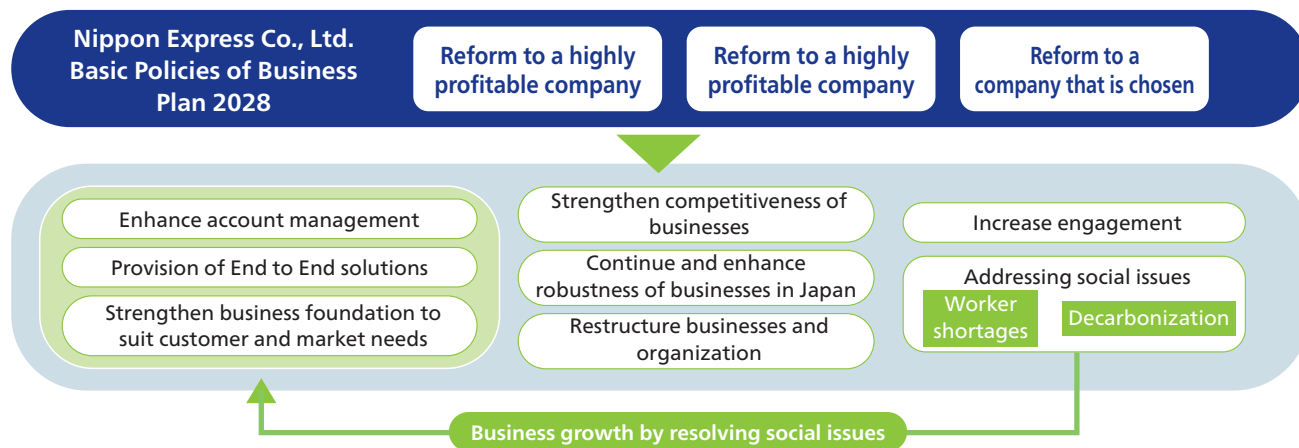 Nippon Express Co., Ltd.
Basic Policies of Business
Plan 2028
Reform to a highly
profitable company
Reform to a highly
profitable company
Reform to a
company that is chosen
Enhance account management
Provision of End to End solutions
Strengthen business foundation to
suit customer and market needs
Strengthen competitiveness of
businesses
Continue and enhance
robustness of businesses in Japan
Restructure businesses and
organization
Increase engagement
Addressing social issues
Worker
shortages
Decarbonization
Business growth by resolving social issues